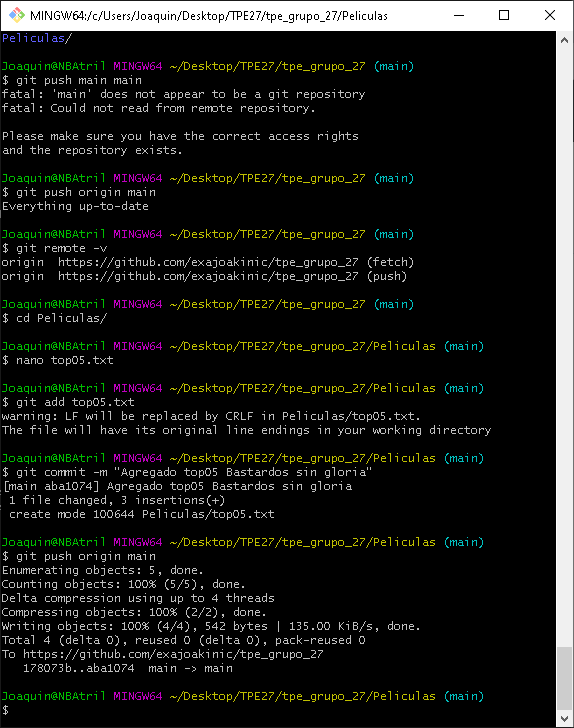 MINGW64:/c/Users/Joaquin/Desktop/TPE27/tpe_grupo_27/Peliculas
Peliculas/
Joaquin@NBAtril MINGW64 ~/Desktop/TPE27/tpe_grupo_27 (main)
$ git push main main
fatal: 'main' does not appear to be a git repository
fatal: Could not read from remote repository.
Please make sure you have the correct access rights
and the repository exists.
Joaquin@NBAtril MINGW64 ~/Desktop/TPE27/tpe_grupo_27 (main)
$ git push origin main
Everything up-to-date
Joaquin@NBAtril MINGW64 ~/Desktop/TPE27/tpe_grupo_27 (main)
$ git remote -v
origin  https://github.com/exajoakinic/tpe_grupo_27 (fetch)
origin  https://github.com/exajoakinic/tpe_grupo_27 (push)
Joaquin@NBAtril MINGW64 ~/Desktop/TPE27/tpe_grupo_27 (main)
$ cd Peliculas/
Joaquin@NBAtril MINGW64 ~/Desktop/TPE27/tpe_grupo_27/Peliculas (main)
$ nano top05.txt
Joaquin@NBAtril MINGW64 ~/Desktop/TPE27/tpe_grupo_27/Peliculas (main)
$ git add top05.txt
warning: LF will be replaced by CRLF in Peliculas/top05.txt.
The file will have its original line endings in your working directory
Joaquin@NBAtril MINGW64 ~/Desktop/TPE27/tpe_grupo_27/Peliculas (main)
$ git commit -m "Agregado top05 Bastardos sin gloria"
[main aba1074] Agregado top05 Bastardos sin gloria
 1 file changed, 3 insertions(+)
 create mode 100644 Peliculas/top05.txt
Joaquin@NBAtril MINGW64 ~/Desktop/TPE27/tpe_grupo_27/Peliculas (main)
$ git push origin main
Enumerating objects: 5, done.
Counting objects: 100% (5/5), done.
Delta compression using up to 4 threads
Compressing objects: 100% (2/2), done.
Writing objects: 100% (4/4), 542 bytes | 135.00 KiB/s, done.
Total 4 (delta 0), reused 0 (delta 0), pack-reused 0
To https://github.com/exajoakinic/tpe_grupo_27
   178073b..aba1074  main -> main
Joaquin@NBAtril MINGW64 ~/Desktop/TPE27/tpe_grupo_27/Peliculas (main)
$